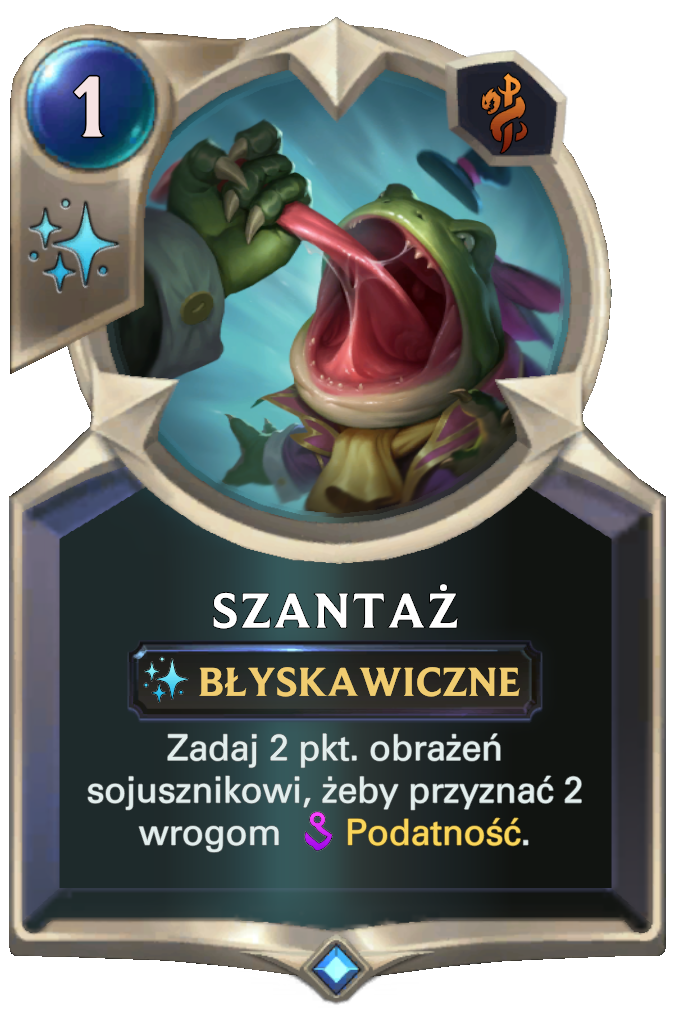 1
SZANTAŻ
BŁYSKAWICZNE
Zadaj 2 pkt. obrażeń
sojusznikowi, żeby przyznać 2
wrogom Podatność.